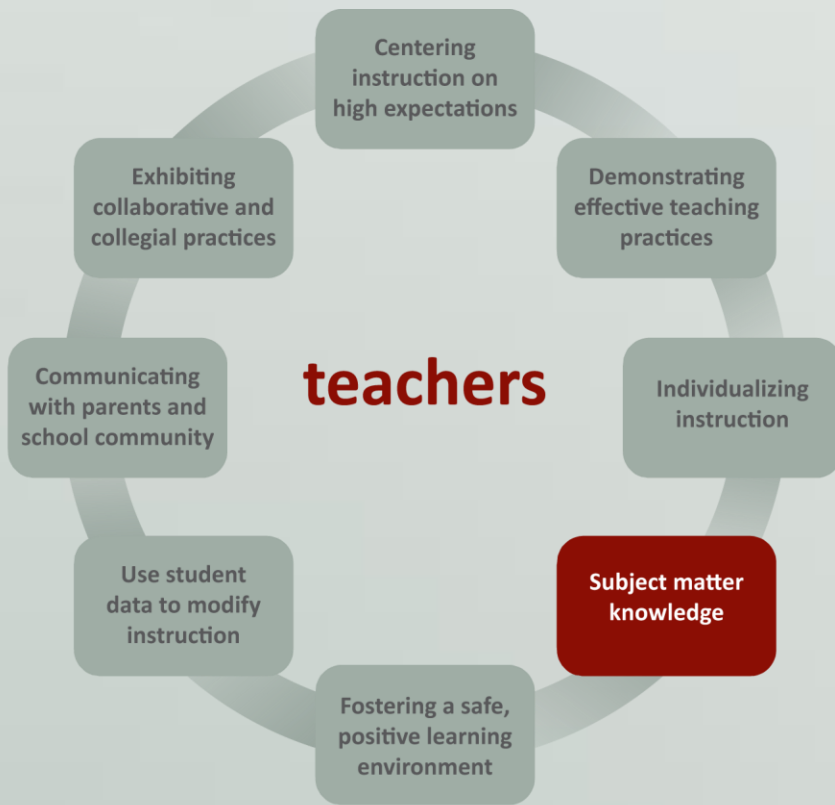 Centering
instruction on
high expectations
Demonstrating
effective teaching
practices
Individualizing
instruction
Subject matter
knowledge
Fostering a safe,
positive learning
environment
Use student
data to modify
instruction
Communicating
with parents and
school community
Exhibiting
collaborative and
collegial practices
teachers